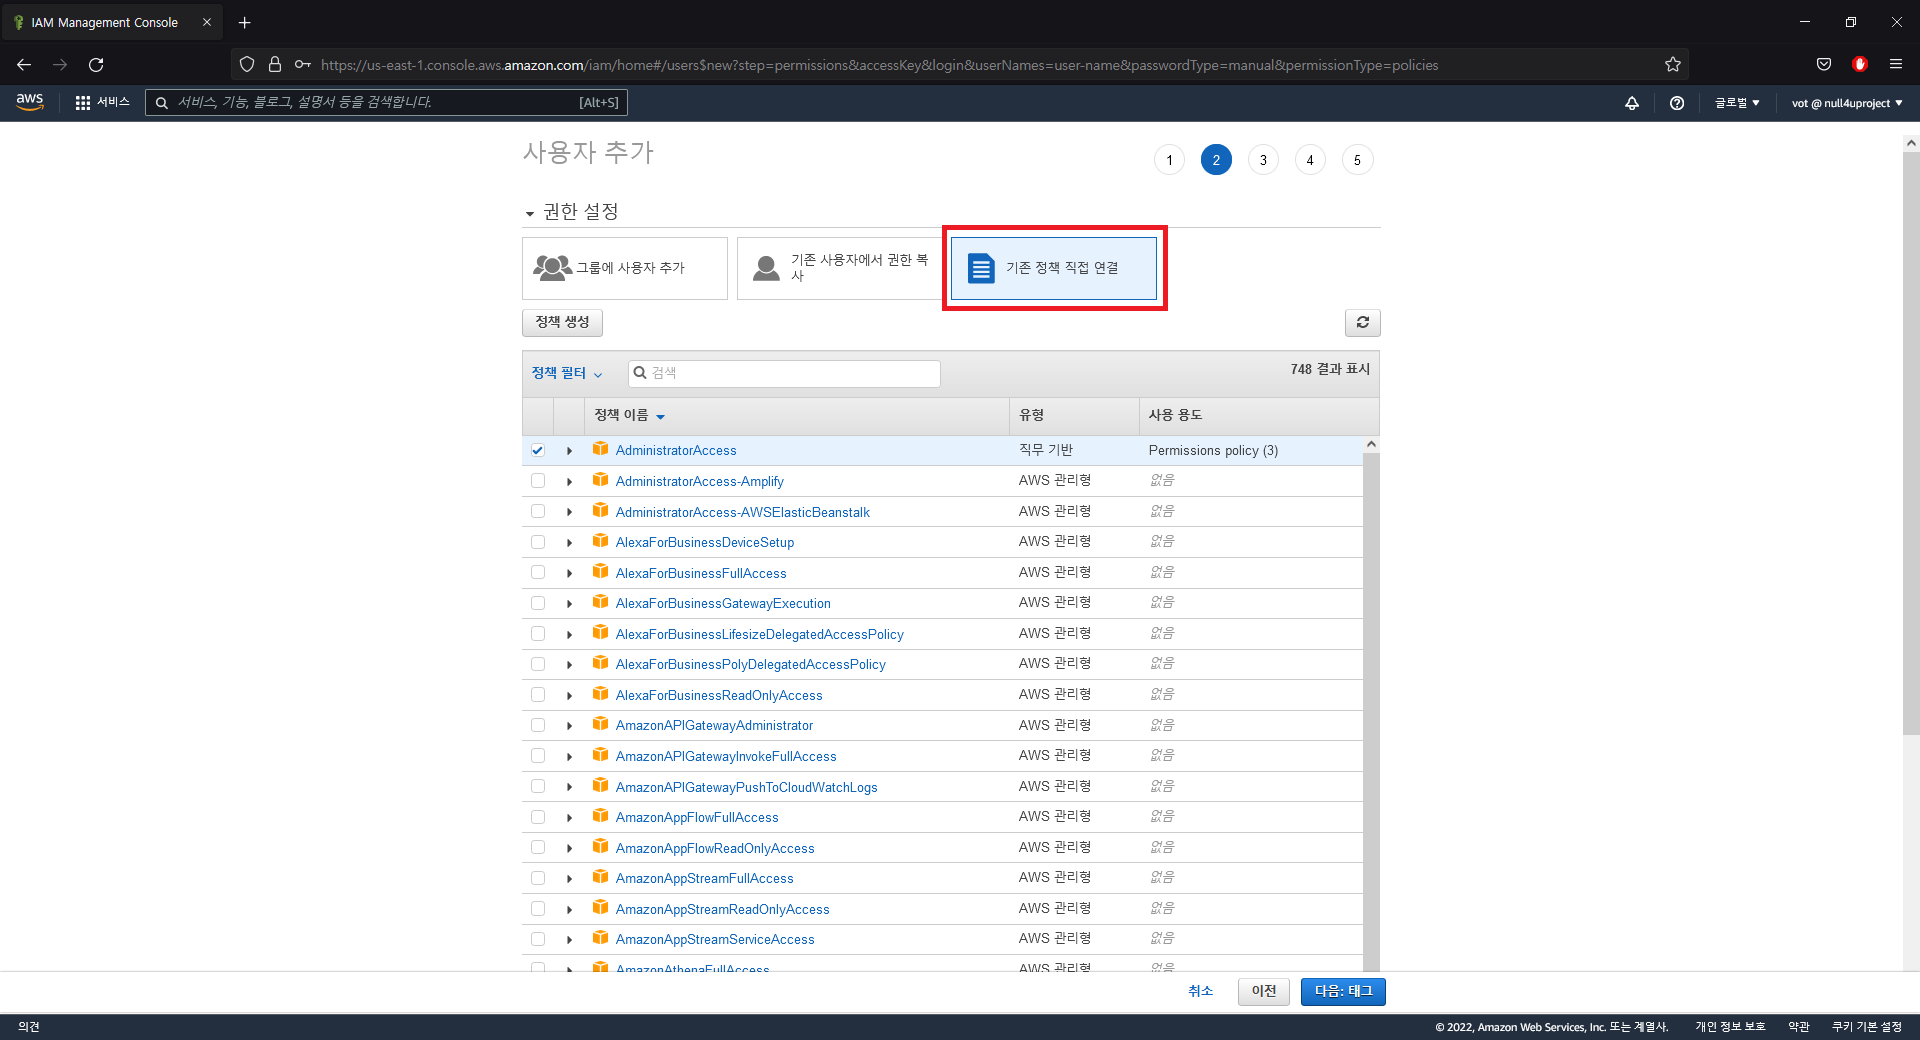 IAM Management Console
https://us-east-1.console.aws.amazon.com/iam/home#/users$new?step=permissions&accessKey&login&userNames=user-name&passwordType=manual&permissionType=policies
aws 서비스 서비스, 기능, 블로그, 설명서 등을 검색합니다. [Alt+S] 글로벌 vot @ null4uproject
사용자 추가 1 2 3 4 5
권한 설정
그룹에 사용자 추가
기존 사용자에서 권한 복
사
기존 정책 직접 연결
정책 생성
정책 필터 검색 748 결과 표시
정책 이름 유형 사용 용도
AdministratorAccess 직무 기반 Permissions policy (3)
AdministratorAccess-Amplify AWS 관리형 없음
AdministratorAccess-AWSElasticBeanstalk AWS 관리형 없음
AlexaForBusinessDeviceSetup AWS 관리형 없음
AlexaForBusinessFullAccess AWS 관리형 없음
AlexaForBusinessGatewayExecution AWS 관리형 없음
AlexaForBusinessLifesizeDelegatedAccessPolicy AWS 관리형 없음
AlexaForBusinessPolyDelegatedAccessPolicy AWS 관리형 없음
AlexaForBusinessReadOnlyAccess AWS 관리형 없음
AmazonAPIGatewayAdministrator AWS 관리형 없음
AmazonAPIGatewayInvokeFullAccess AWS 관리형 없음
AmazonAPIGatewayPushToCloudWatchLogs AWS 관리형 없음
AmazonAppFlowFullAccess AWS 관리형 없음
AmazonAppFlowReadOnlyAccess AWS 관리형 없음
AmazonAppStreamFullAccess AWS 관리형 없음
AmazonAppStreamReadOnlyAccess AWS 관리형 없음
AmazonAppStreamServiceAccess AWS 관리형 없음
AmazonAthenaFullAccess AWS 관리형 없음
취소 이전 다음: 태그
의견 © 2022, Amazon Web Services, Inc. 또는 계열사. 개인 정보 보호 약관 쿠키 기본 설정